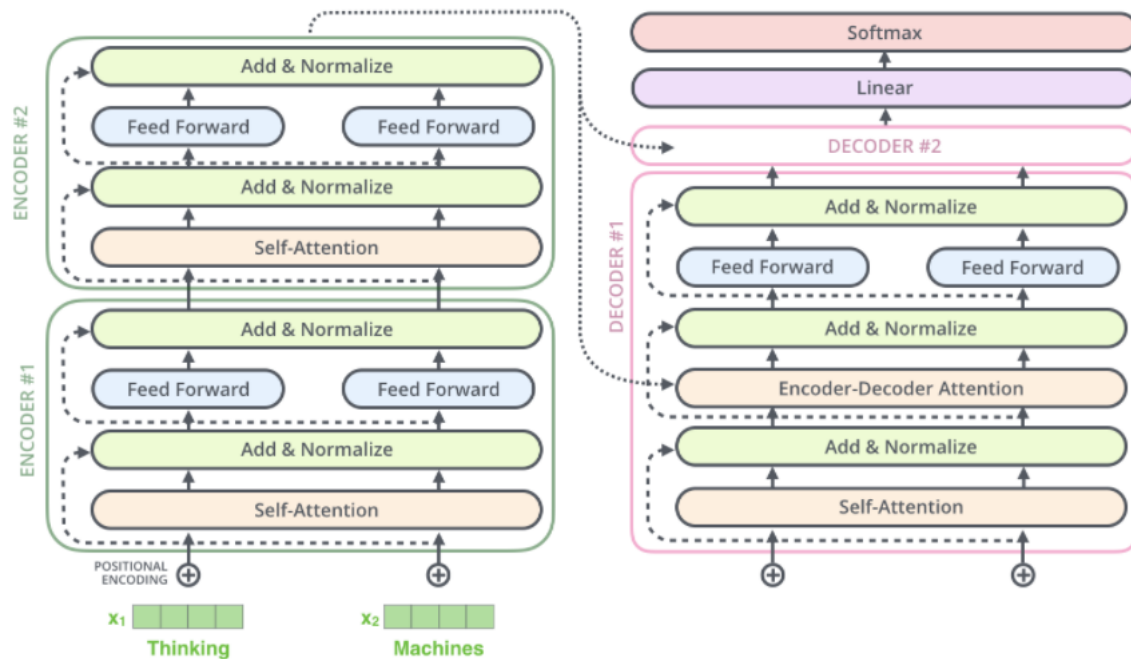 ENCODER #2
Add & Normalize
Feed Forward
Feed Forward
Add & Normalize
Self-Attention
ENCODER #1
Add & Normalize
Feed Forward
Feed Forward
Add & Normalize
Self-Attention
POSITIONAL
ENCODING
x1
x2
Thinking
Machines
Softmax
Linear
DECODER #2
DECODER #1
Add & Normalize
Feed Forward
Feed Forward
Add & Normalize
Encoder-Decoder Attention
Add & Normalize
Self-Attention